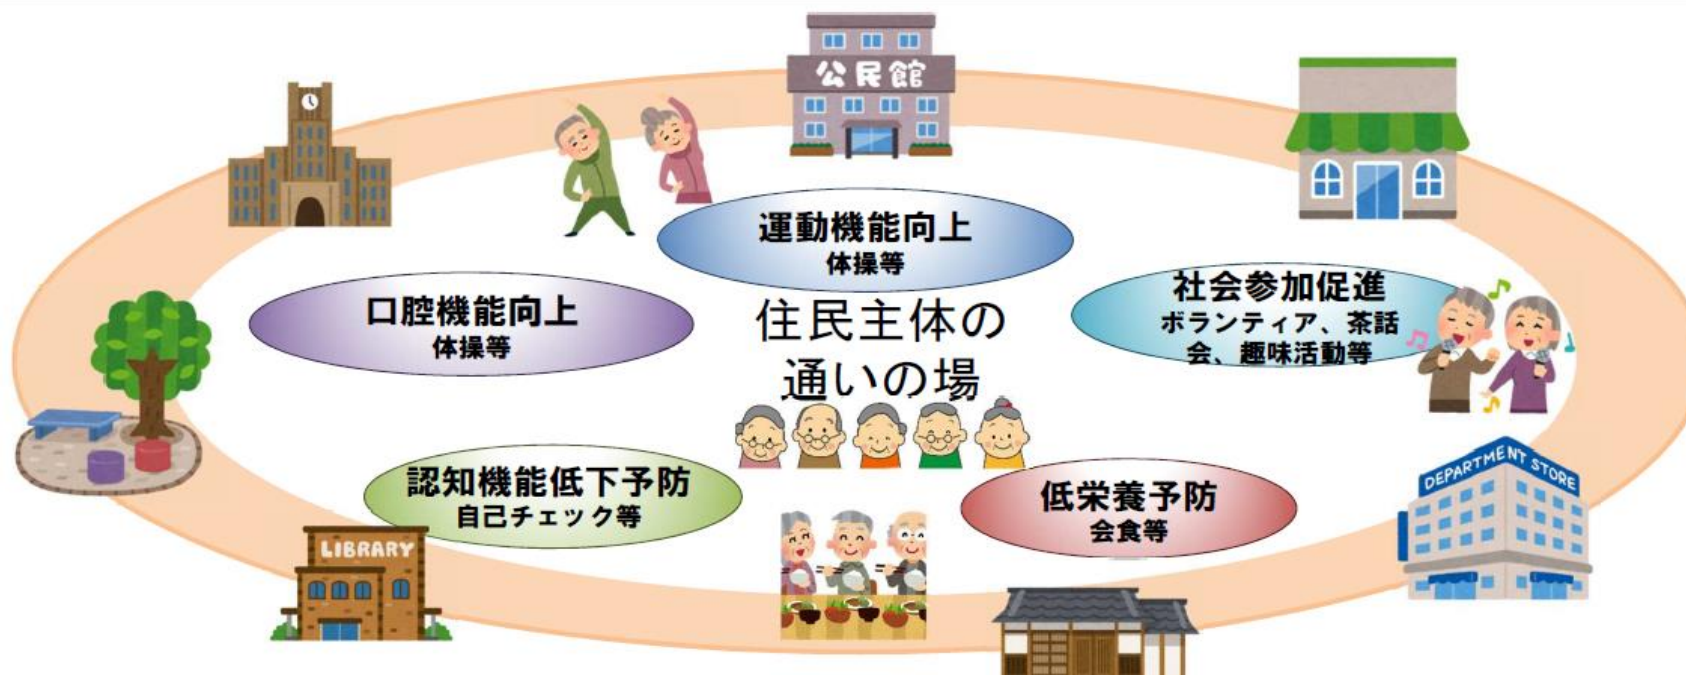 公民館
運動機能向上
体操等
口腔機能向上
体操等
住民主体の
通いの場
社会参加促進
ボランティア、茶話
会、趣味活動等
認知機能低下予防
自己チェック等
低栄養予防
会食等
DEPARTMENT STORE
LIBRARY